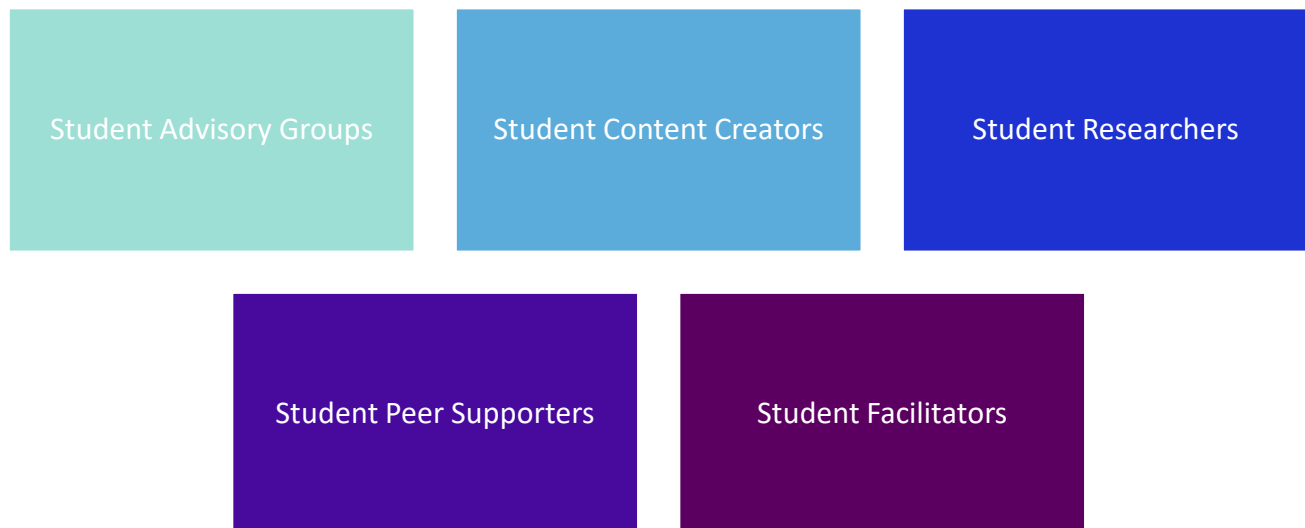 Student Advisory Groups
Student Content Creators
Student Researchers
Student Peer Supporters
Student Facilitators